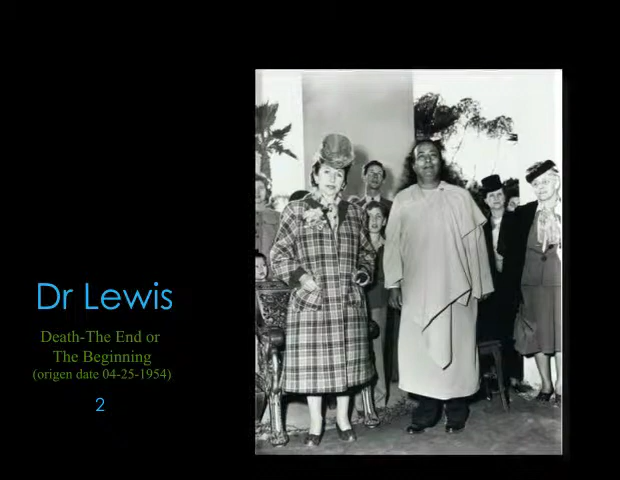 Dr Lewis
Death-The End or
The Beginning
(origen date 04-25-1954)
2